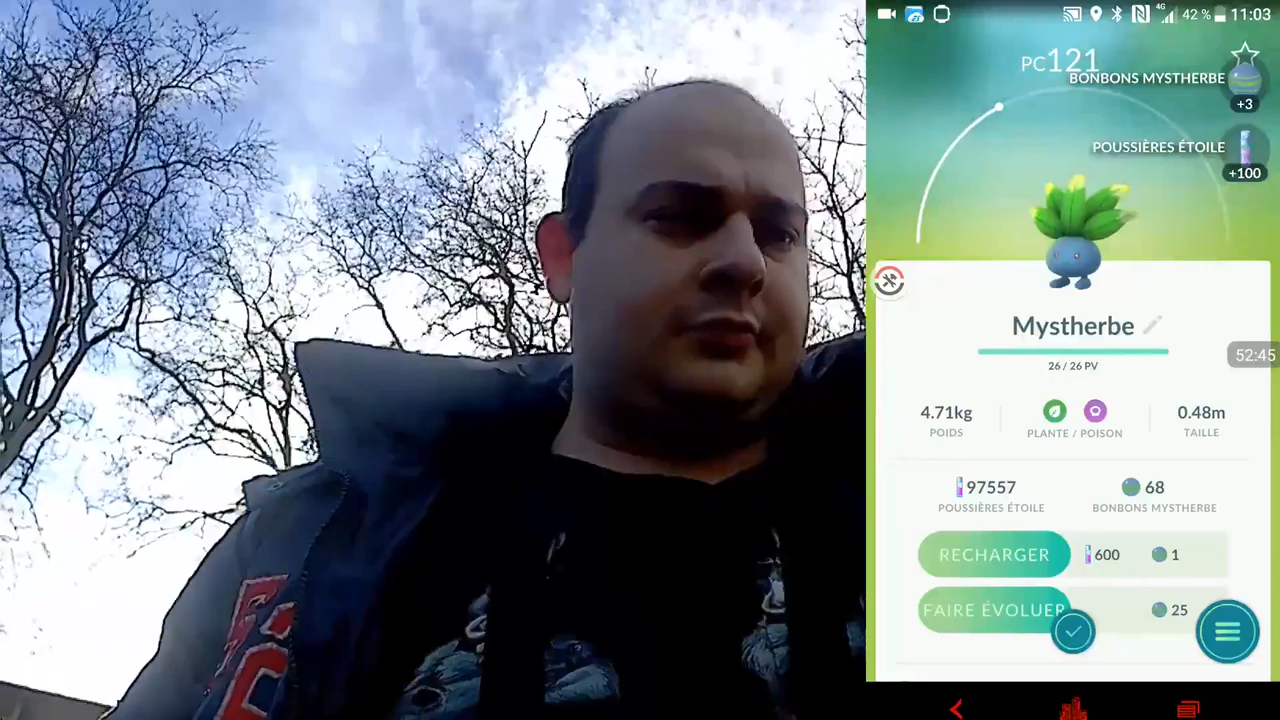 4G 42 % 11:03
PC121
BONBONS MYSTHERBE
+3
POUSSIÈRES ÉTOILE
+100
Mystherbe
52:45
26 / 26 PV
4.71kg
POIDS
PLANTE / POISON
0.48m
TAILLE
97557
POUSSIÈRES ÉTOILE
68
BONBONS MYSTHERBE
RECHARGER
600
1
FAIRE ÉVOLUER
25